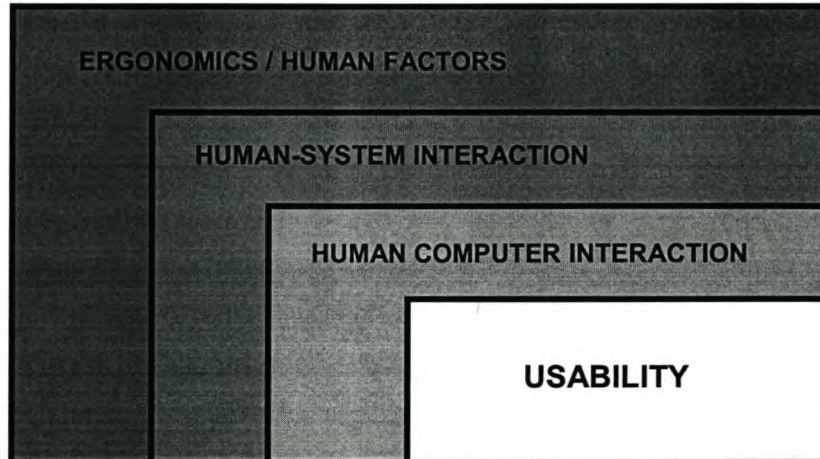 ERGONOMICS / HUMAN FACTORS
HUMAN-SYSTEM INTERACTION
HUMAN COMPUTER INTERACTION
USABILITY